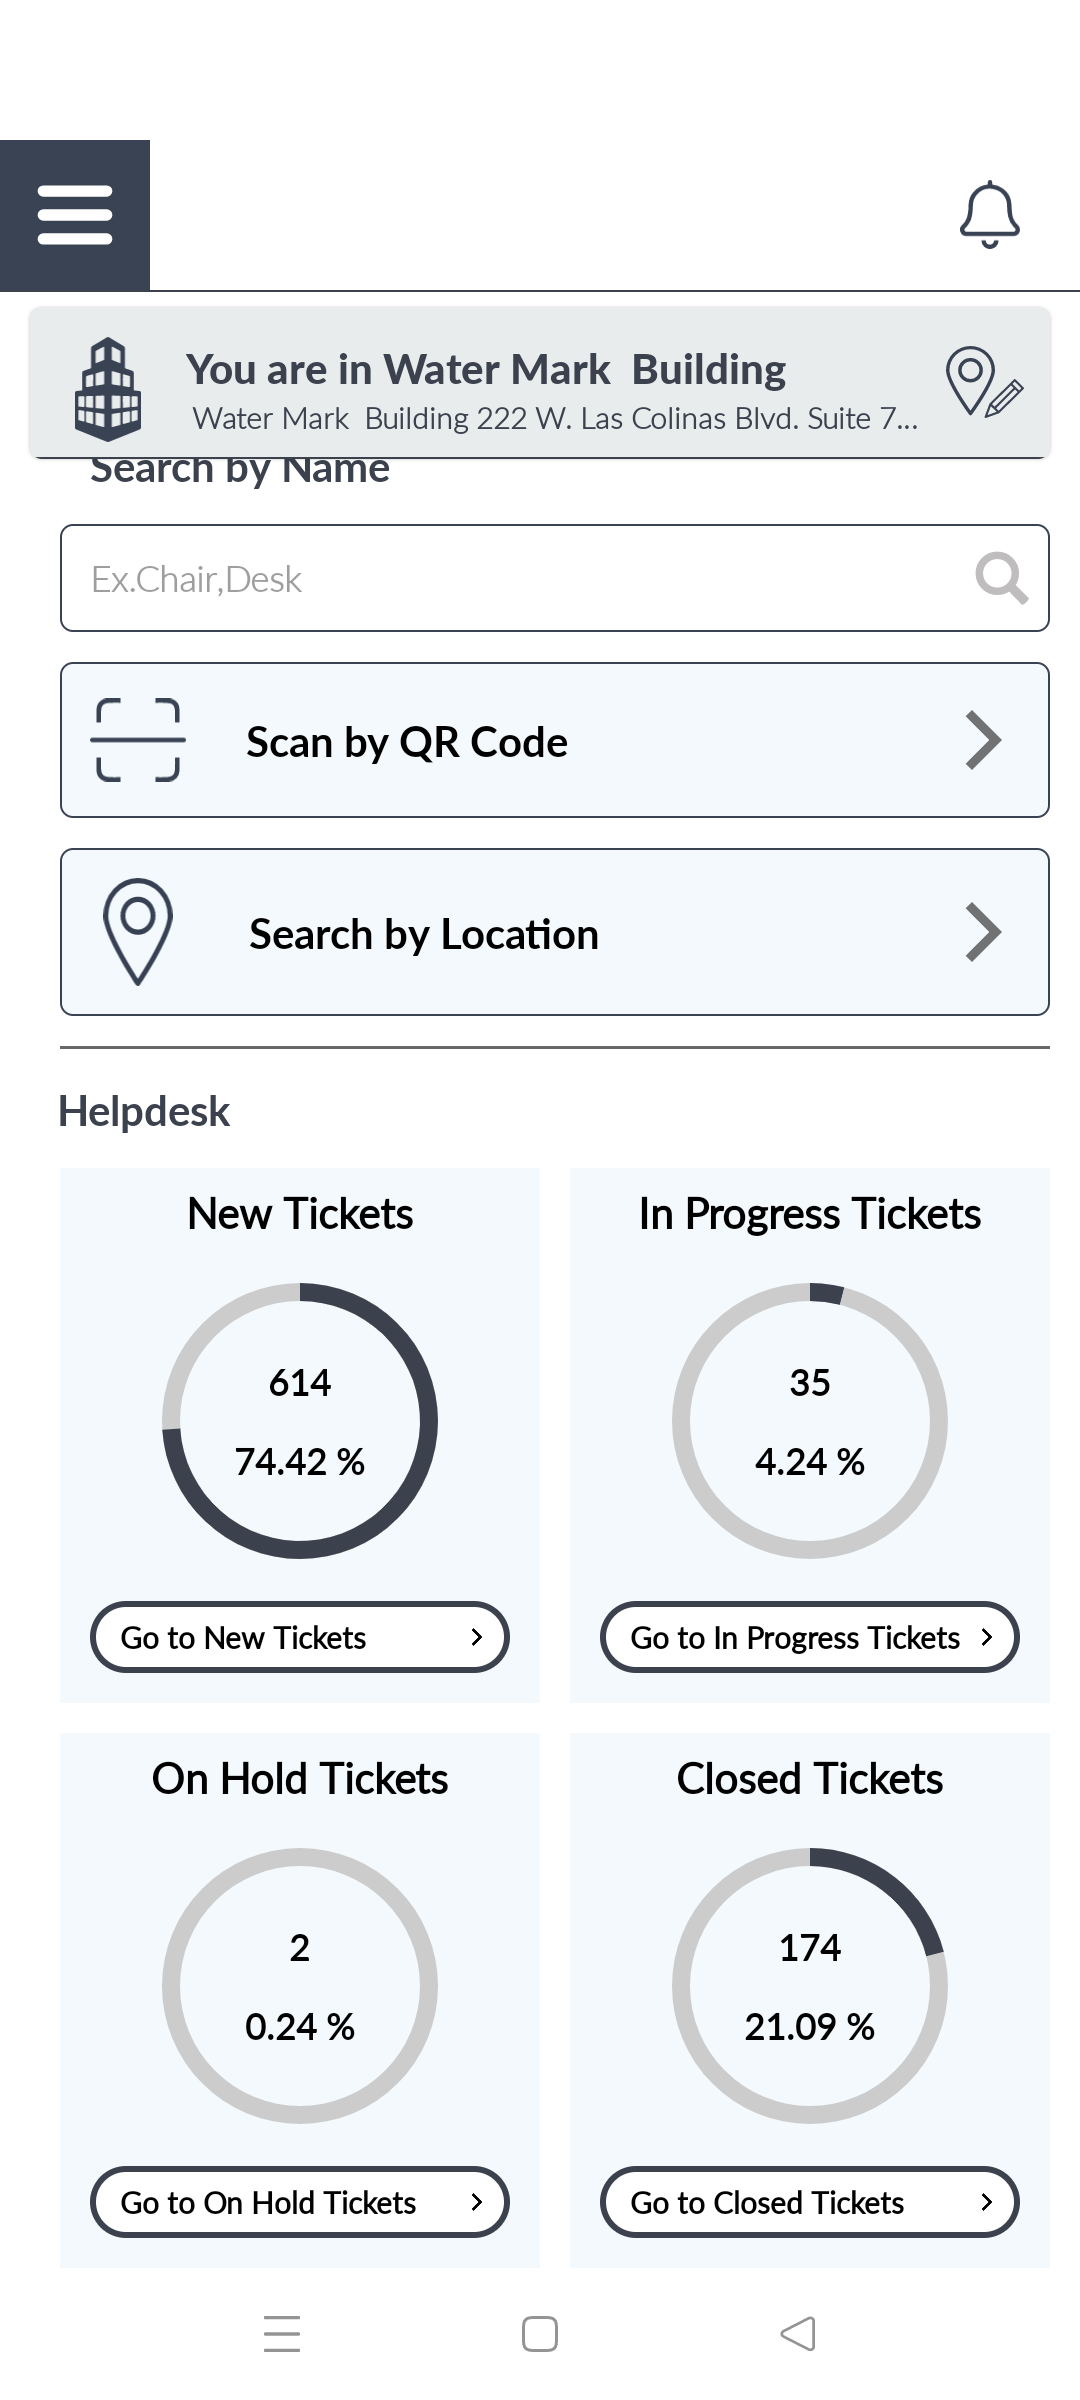 You are in Water Mark  Building
Water Mark  Building 222 W. Las Colinas Blvd. Suite 7...
Search by Name
Ex.Chair,Desk
Scan by QR Code
Search by Location
Helpdesk
New Tickets
614
74.42 %
Go to New Tickets
In Progress Tickets
35
4.24 %
Go to In Progress Tickets
On Hold Tickets
2
0.24 %
Go to On Hold Tickets
Closed Tickets
174
21.09 %
Go to Closed Tickets